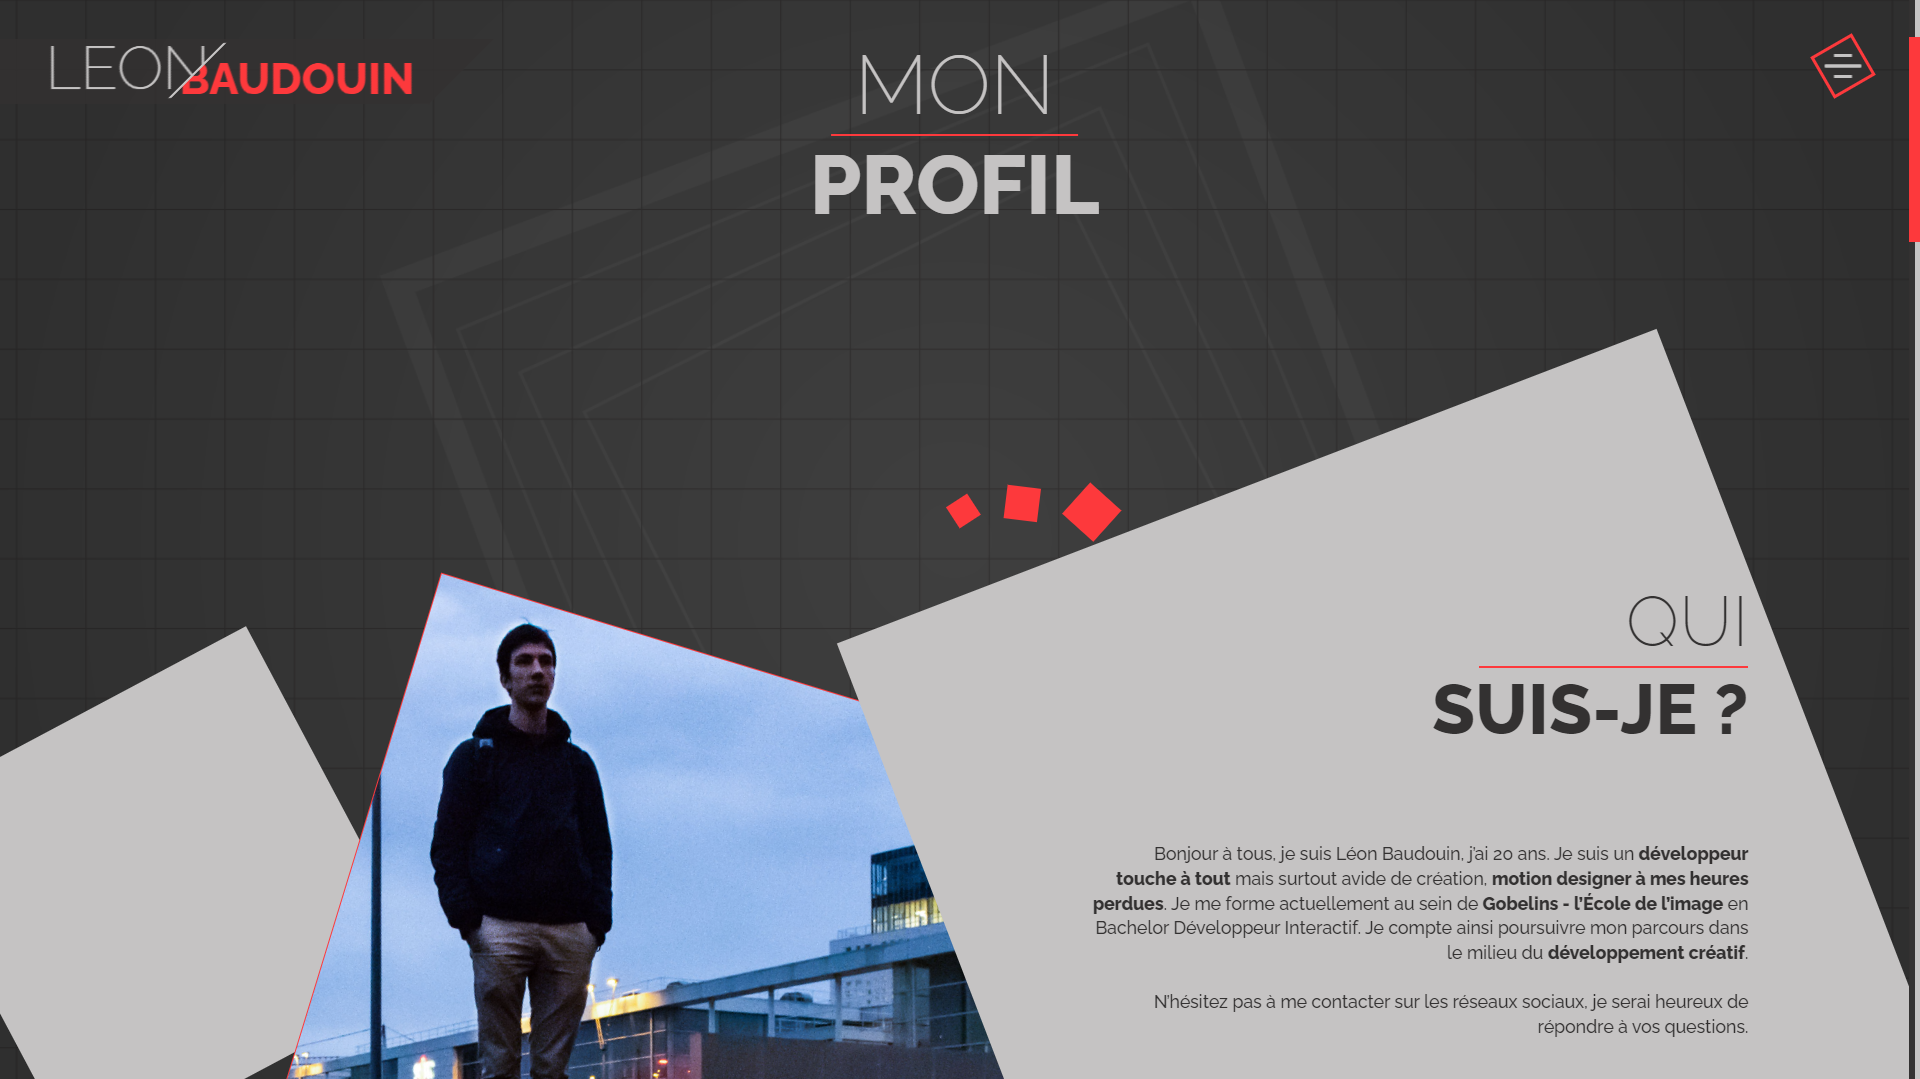 LEON
BAUDOUIN
MON
PROFIL
QUI
SUIS-JE ?
Bonjour à tous, je suis Léon Baudouin, j'ai 20 ans. Je suis un développeur
touche à tout mais surtout avide de création, motion designer à mes heures
perdues. Je me forme actuellement au sein de Gobelins - l'École de l'image en
Bachelor Développeur Interactif. Je compte ainsi poursuivre mon parcours dans
le milieu du développement créatif.
N'hésitez pas à me contacter sur les réseaux sociaux, je serai heureux de
répondre à vos questions.